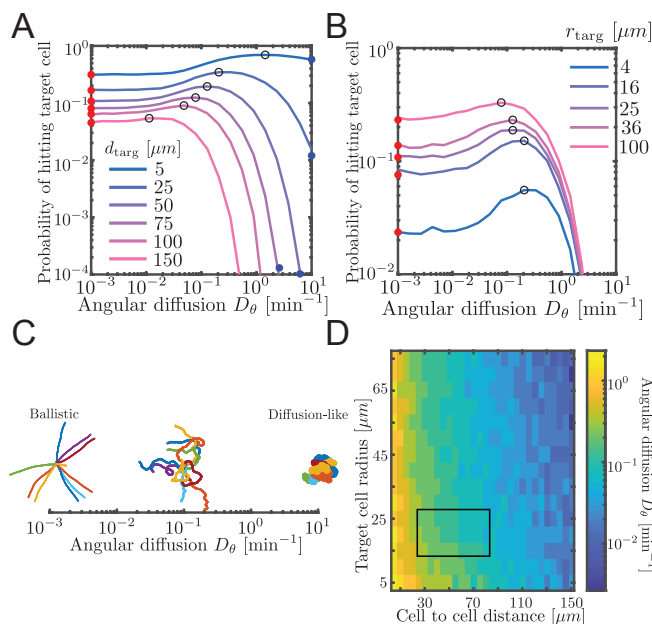 A
Probability of hitting target cell
10^0
10^-1
10^-2
10^-3
10^-4
d_targ [µm]
5
25
50
75
100
150
10^-3 10^-2 10^-1 10^0 10^1
Angular diffusion D_θ [min^-1]
B
Probability of hitting target cell
10^0
10^-1
10^-2
r_targ [µm]
4
16
25
36
100
10^-3 10^-2 10^-1 10^0 10^1
Angular diffusion D_θ [min^-1]
C
Ballistic
Diffusion-like
10^-3 10^-2 10^-1 10^0 10^1
Angular diffusion D_θ [min^-1]
D
Target cell radius [µm]
65
45
25
5
30 70 110 150
Cell to cell distance [µm]
10^0
10^-1
10^-2
Angular diffusion D_θ [min^-1]